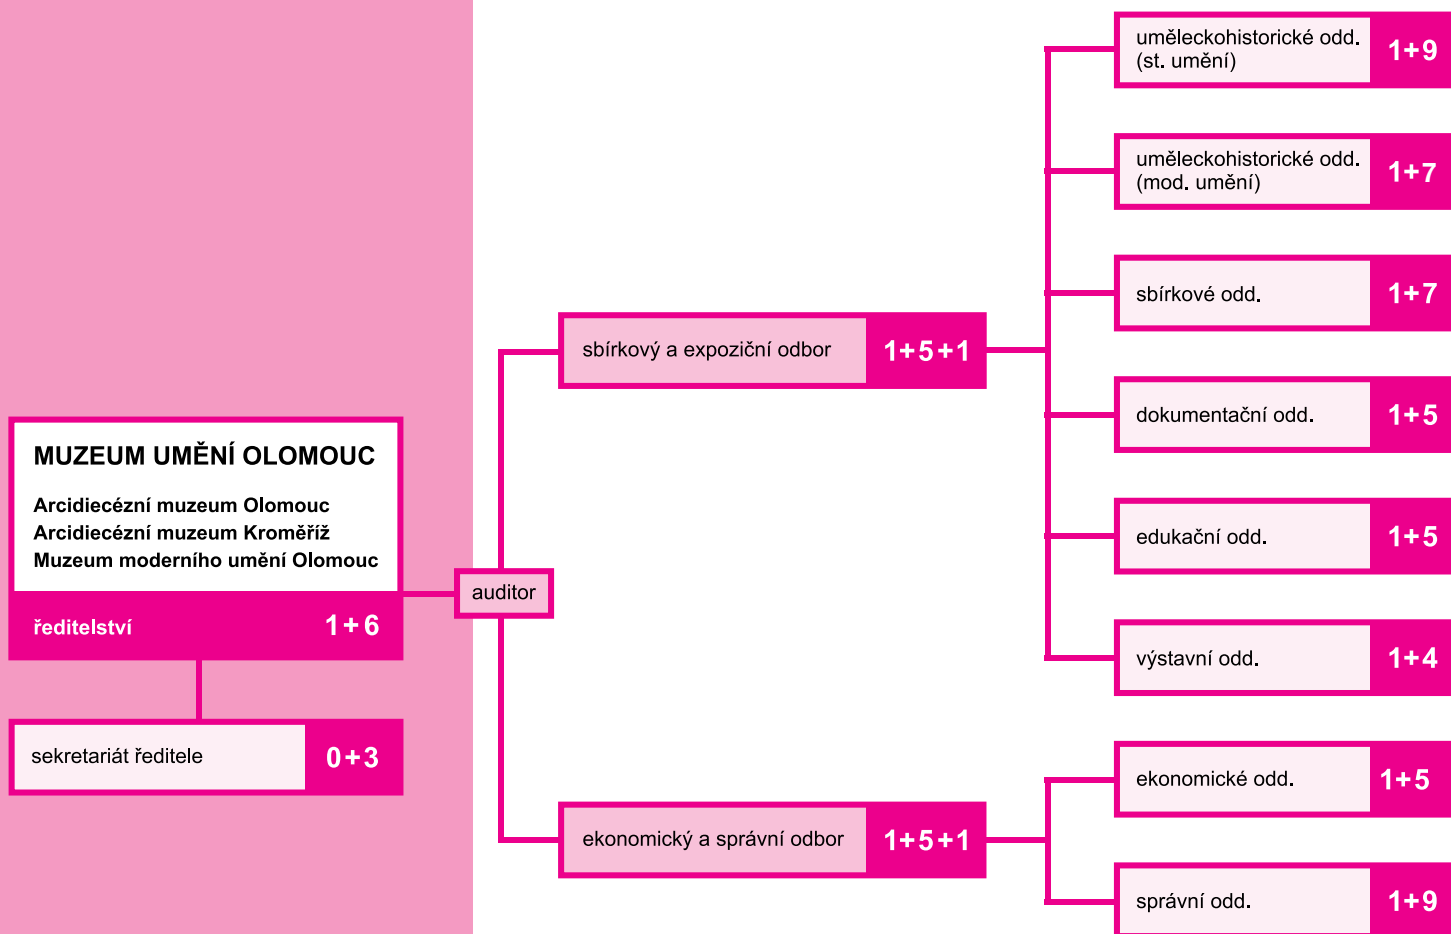 MUZEUM UMĚNÍ OLOMOUC
Arcidiecézní muzeum Olomouc
Arcidiecézní muzeum Kroměříž
Muzeum moderního umění Olomouc
ředitelství 1+6
sekretariát ředitele 0+3
auditor
sbírkový a expoziční odbor 1+5+1
ekonomický a správní odbor 1+5+1
uměleckohistorické odd.
(st. umění) 1+9
uměleckohistorické odd.
(mod. umění) 1+7
sbírkové odd. 1+7
dokumentační odd. 1+5
edukační odd. 1+5
výstavní odd. 1+4
ekonomické odd. 1+5
správní odd. 1+9